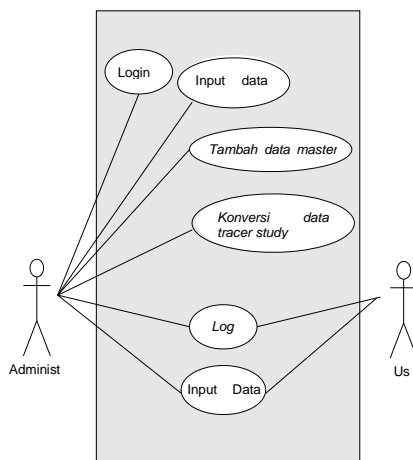 Login
Input data
Tambah data master
Konversi data
tracer study
Log
Input Data
Administ
Us